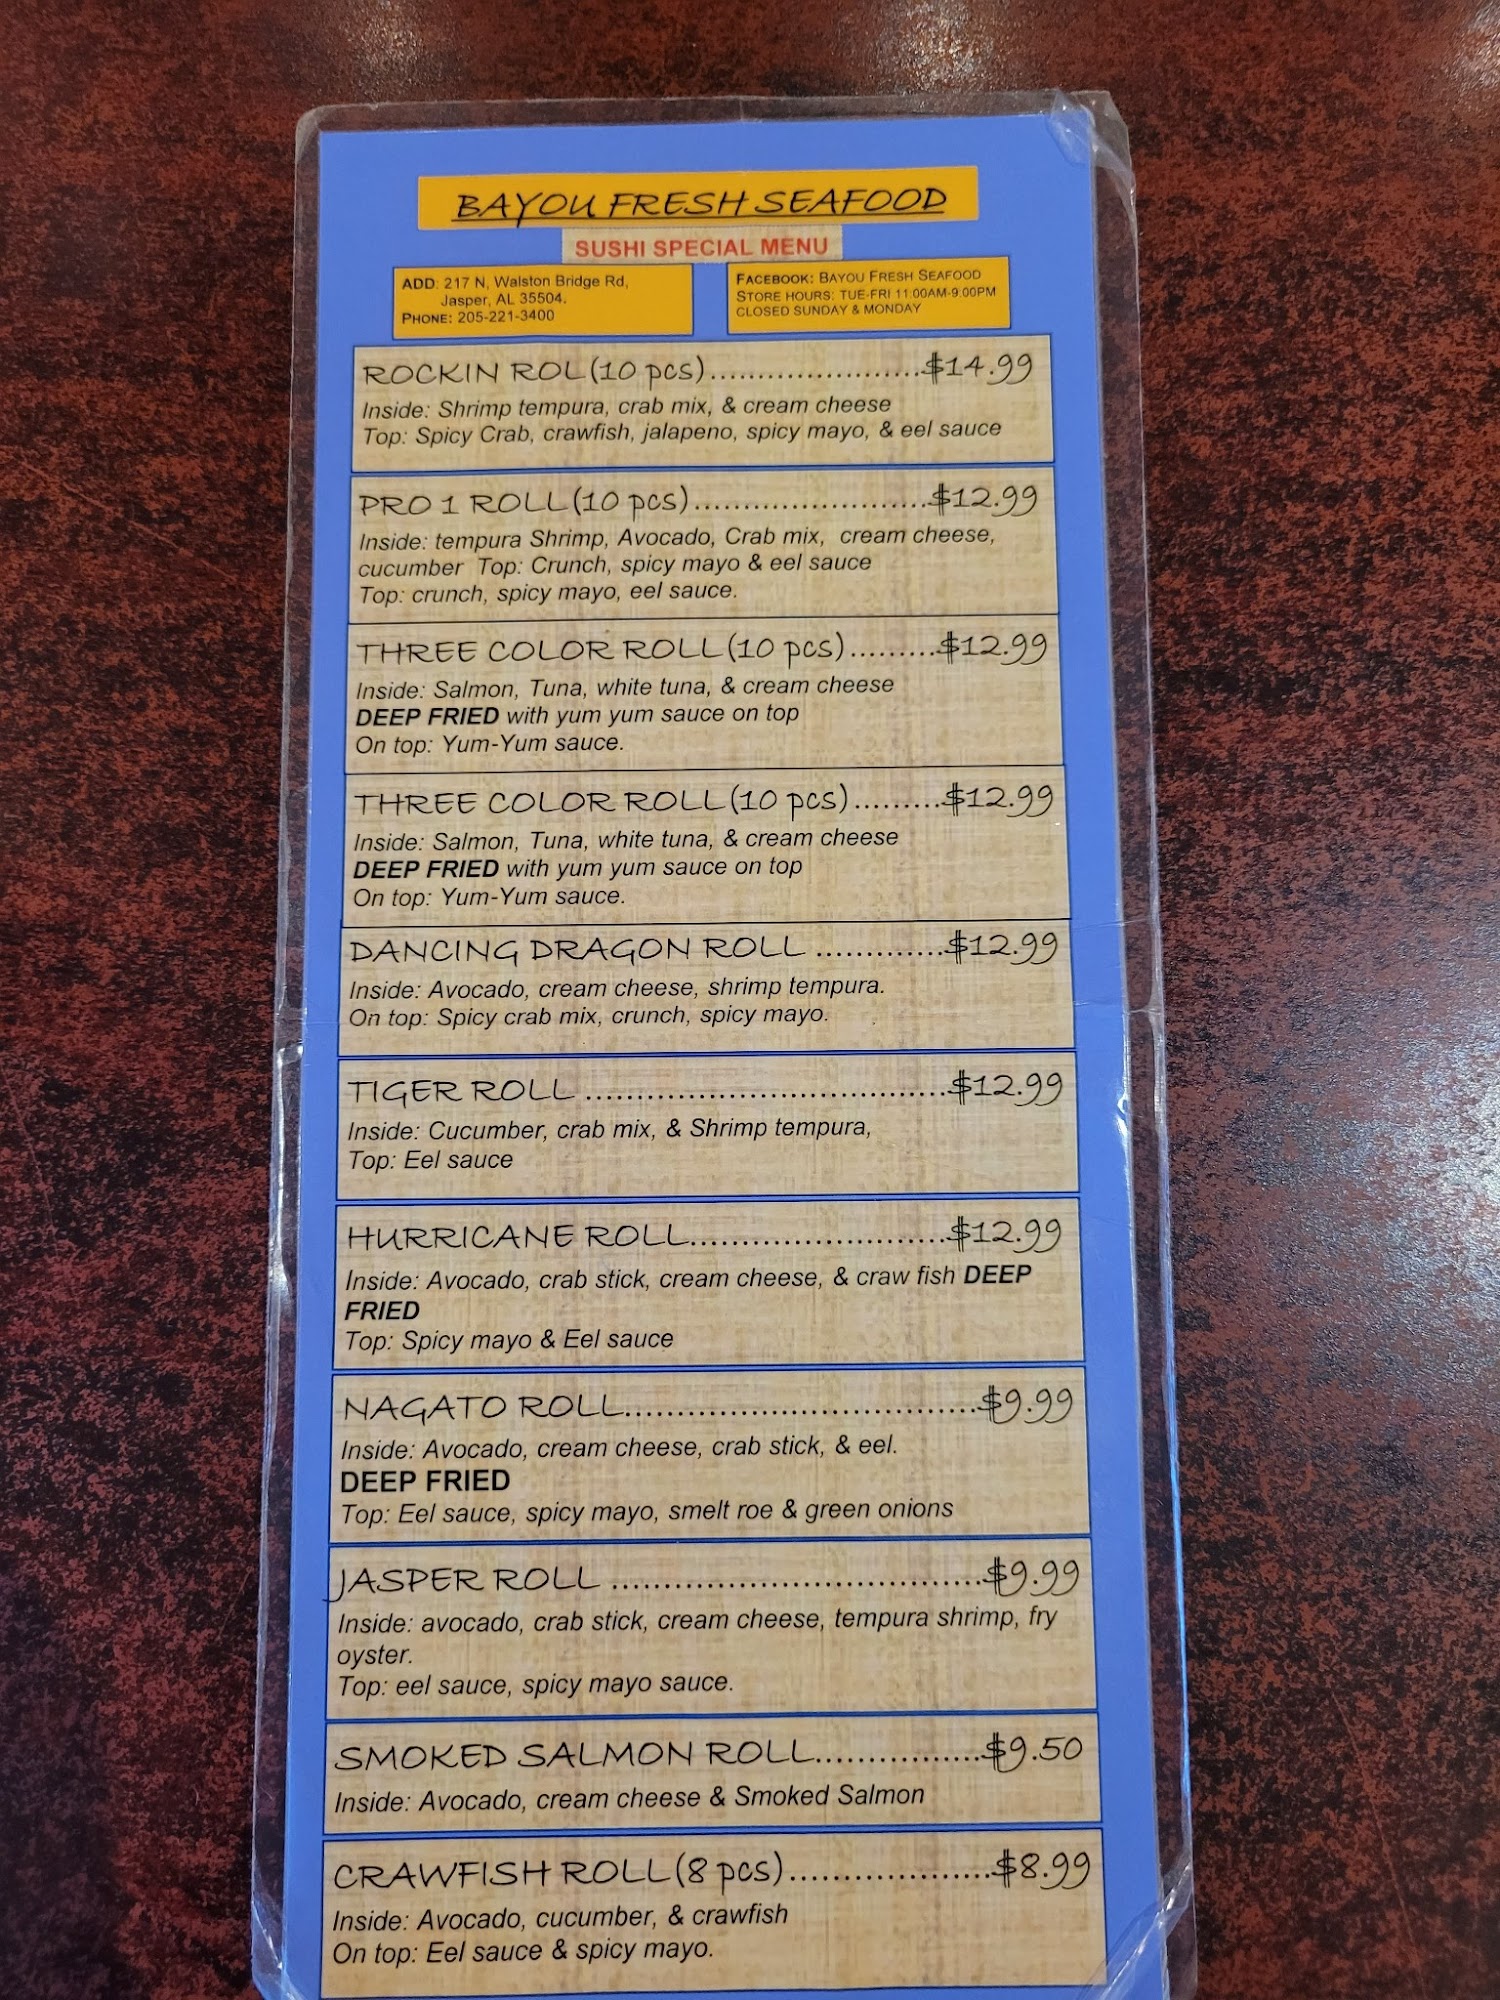 BAYOU FRESH SEAFOOD
SUSHI SPECIAL MENU
ADD: 217 N, Walston Bridge Rd,
Jasper, AL 35504.
PHONE: 205-221-3400
FACEBOOK: BAYOU FRESH SEAFOOD
STORE HOURS: TUE-FRI 11:00AM-9:00PM
CLOSED SUNDAY & MONDAY
ROCKIN ROL(10 pcs)......................$14.99
Inside: Shrimp tempura, crab mix, & cream cheese
Top: Spicy Crab, crawfish, jalapeno, spicy mayo, & eel sauce
PRO 1 ROLL(10 pcs)........................$12.99
Inside: tempura Shrimp, Avocado, Crab mix, cream cheese,
cucumber Top: Crunch, spicy mayo & eel sauce
Top: crunch, spicy mayo, eel sauce.
THREE COLOR ROLL(10 pcs).........$12.99
Inside: Salmon, Tuna, white tuna, & cream cheese
DEEP FRIED with yum yum sauce on top
On top: Yum-Yum sauce.
THREE COLOR ROLL(10 pcs).........$12.99
Inside: Salmon, Tuna, white tuna, & cream cheese
DEEP FRIED with yum yum sauce on top
On top: Yum-Yum sauce.
DANCING DRAGON ROLL .............$12.99
Inside: Avocado, cream cheese, shrimp tempura.
On top: Spicy crab mix, crunch, spicy mayo.
TIGER ROLL ...................................$12.99
Inside: Cucumber, crab mix, & Shrimp tempura,
Top: Eel sauce
HURRICANE ROLL.........................$12.99
Inside: Avocado, crab stick, cream cheese, & craw fish DEEP
FRIED
Top: Spicy mayo & Eel sauce
NAGATO ROLL..................................$9.99
Inside: Avocado, cream cheese, crab stick, & eel.
DEEP FRIED
Top: Eel sauce, spicy mayo, smelt roe & green onions
JASPER ROLL ....................................$9.99
Inside: avocado, crab stick, cream cheese, tempura shrimp, fry
oyster.
Top: eel sauce, spicy mayo sauce.
SMOKED SALMON ROLL................$9.50
Inside: Avocado, cream cheese & Smoked Salmon
CRAWFISH ROLL(8 pcs)...................$8.99
Inside: Avocado, cucumber, & crawfish
On top: Eel sauce & spicy mayo.